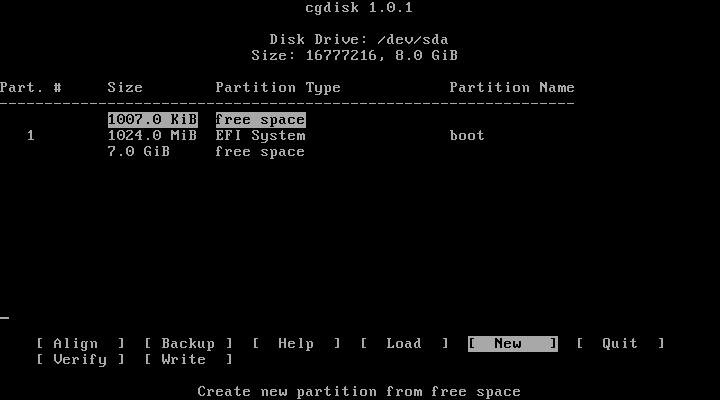 cgdisk 1.0.1
Disk Drive: /dev/sda
Size: 16777216, 8.0 GiB
Part. #     Size        Partition Type            Partition Name
----------------------------------------------------------------
            1007.0 KiB  free space
   1        1024.0 MiB  EFI System                boot
            7.0 GiB     free space
[ Align  ]  [ Backup ]  [  Help  ]  [  Load  ]  [  New   ]  [  Quit  ]
[ Verify ]  [ Write  ]
Create new partition from free space